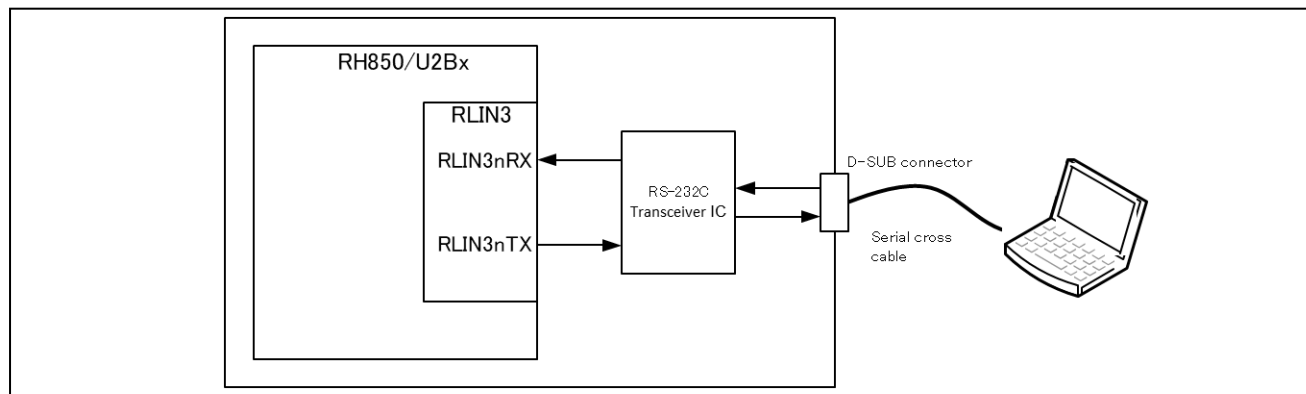 RH850/U2Bx
RLIN3
RLIN3nRX
RLIN3nTX
RS-232C
Transceiver IC
D-SUB connector
Serial cross
cable